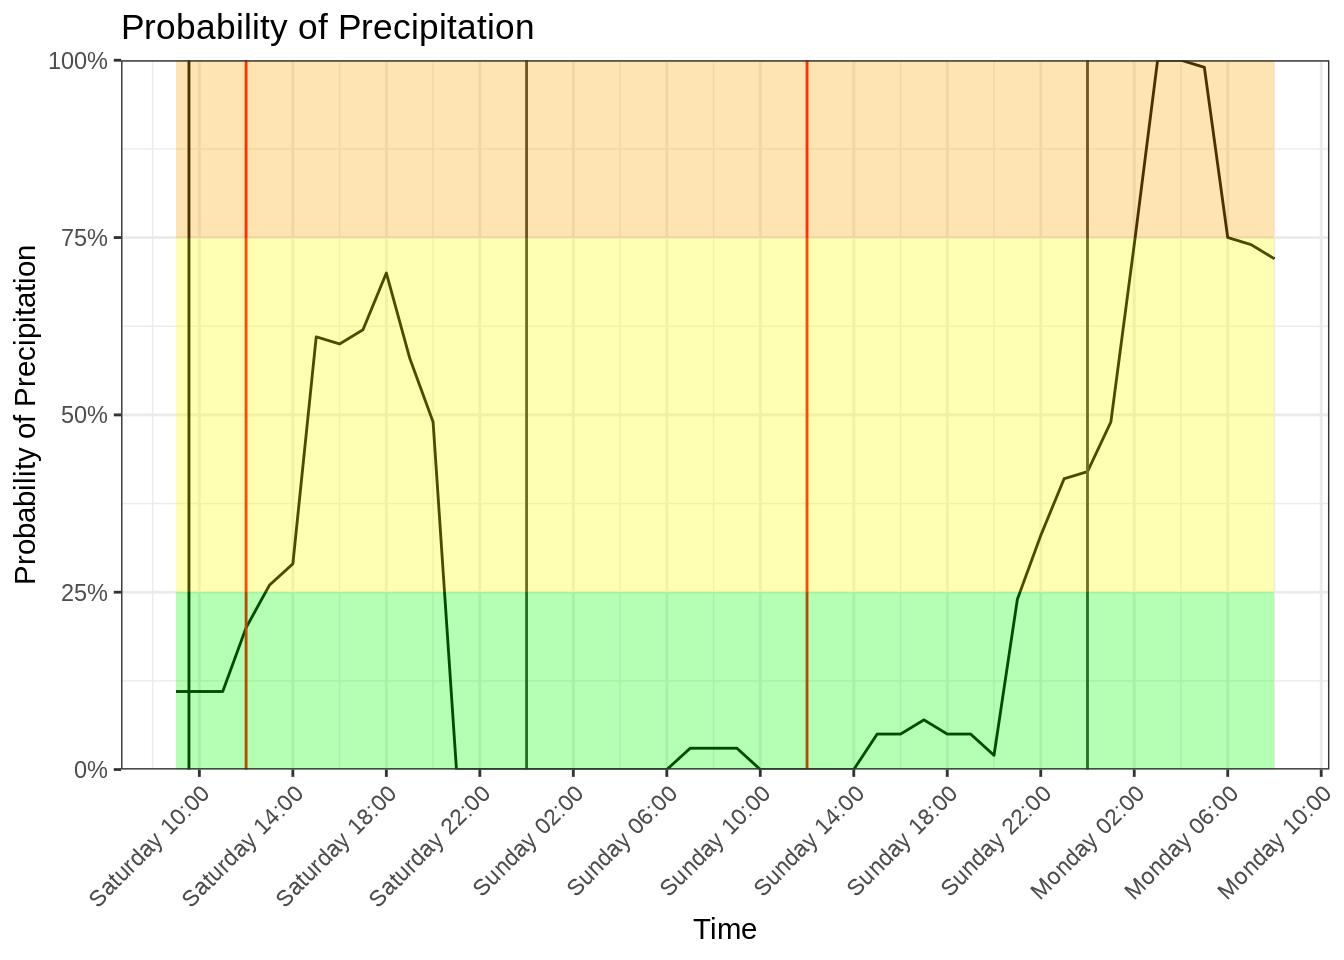 Probability of Precipitation
100%
75%
50%
25%
0%
Probability of Precipitation
Saturday 10:00
Saturday 14:00
Saturday 18:00
Saturday 22:00
Sunday 02:00
Sunday 06:00
Sunday 10:00
Sunday 14:00
Sunday 18:00
Sunday 22:00
Monday 02:00
Monday 06:00
Monday 10:00
Time